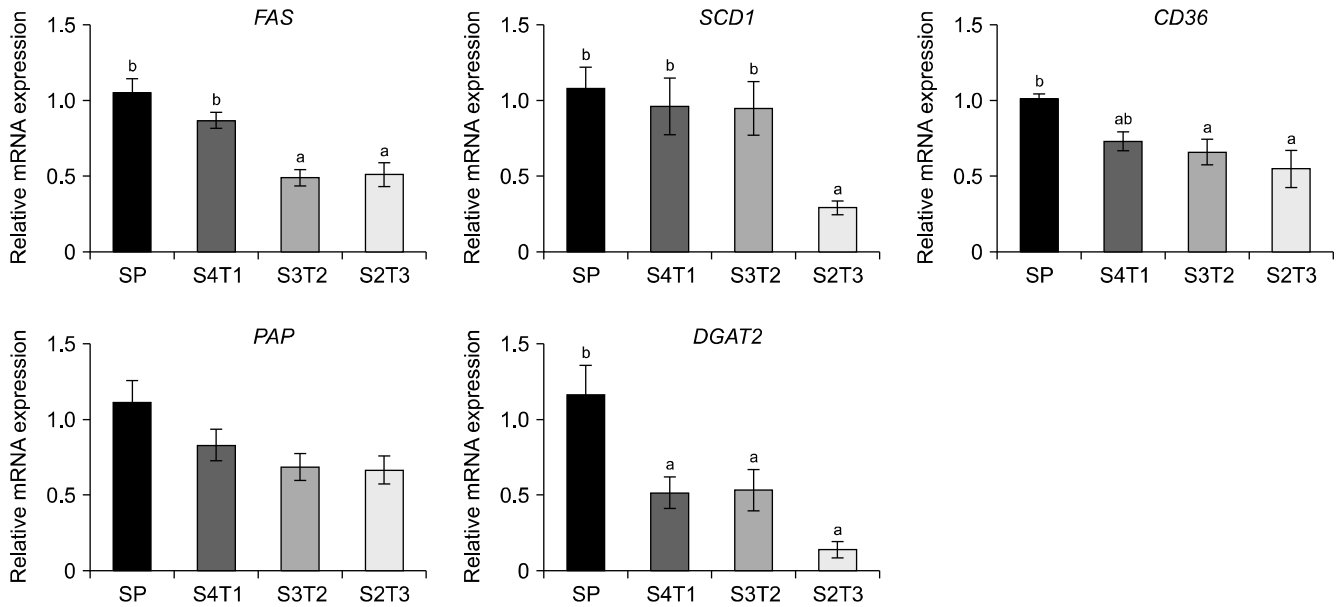 FAS
Relative mRNA expression
1.5
1.0
0.5
0
b
b
a
a
SP S4T1 S3T2 S2T3
SCD1
Relative mRNA expression
1.5
1.0
0.5
0
b
b
b
a
SP S4T1 S3T2 S2T3
CD36
Relative mRNA expression
1.5
1.0
0.5
0
b
ab
a
a
SP S4T1 S3T2 S2T3
PAP
Relative mRNA expression
1.5
1.0
0.5
0
SP S4T1 S3T2 S2T3
DGAT2
Relative mRNA expression
1.5
1.0
0.5
0
b
a
a
a
SP S4T1 S3T2 S2T3